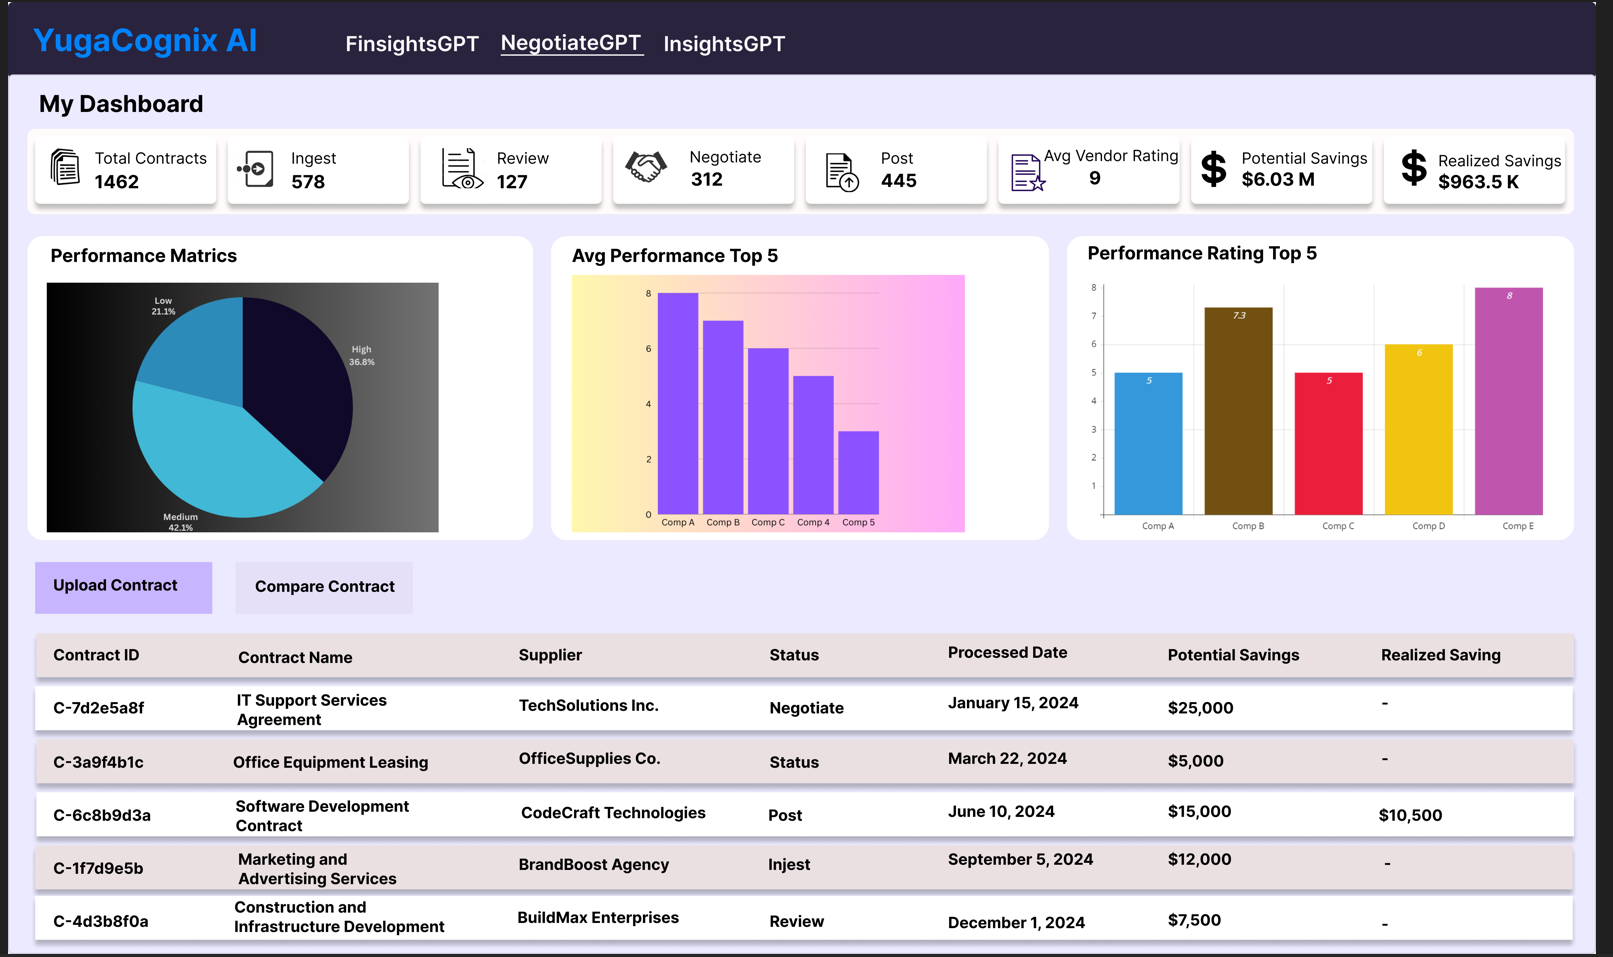 YugaCognix AI
FinsightsGPT
NegotiateGPT
InsightsGPT
My Dashboard
Total Contracts
1462
Ingest
578
Review
127
Negotiate
312
Post
445
Avg Vendor Rating
9
Potential Savings
$6.03 M
Realized Savings
$963.5 K
Performance Matrics
Low
21.1%
High
36.8%
Medium
42.1%
Avg Performance Top 5
8
6
4
2
0
Comp A
Comp B
Comp C
Comp 4
Comp 5
Performance Rating Top 5
8
7
6
5
4
3
2
1
5
7.3
5
6
8
Comp A
Comp B
Comp C
Comp D
Comp E
Upload Contract
Compare Contract
Contract ID
Contract Name
Supplier
Status
Processed Date
Potential Savings
Realized Saving
C-7d2e5a8f
IT Support Services
Agreement
TechSolutions Inc.
Negotiate
January 15, 2024
$25,000
-
C-3a9f4b1c
Office Equipment Leasing
OfficeSupplies Co.
Status
March 22, 2024
$5,000
-
C-6c8b9d3a
Software Development
Contract
CodeCraft Technologies
Post
June 10, 2024
$15,000
$10,500
C-1f7d9e5b
Marketing and
Advertising Services
BrandBoost Agency
Injest
September 5, 2024
$12,000
-
C-4d3b8f0a
Construction and
Infrastructure Development
BuildMax Enterprises
Review
December 1, 2024
$7,500
-